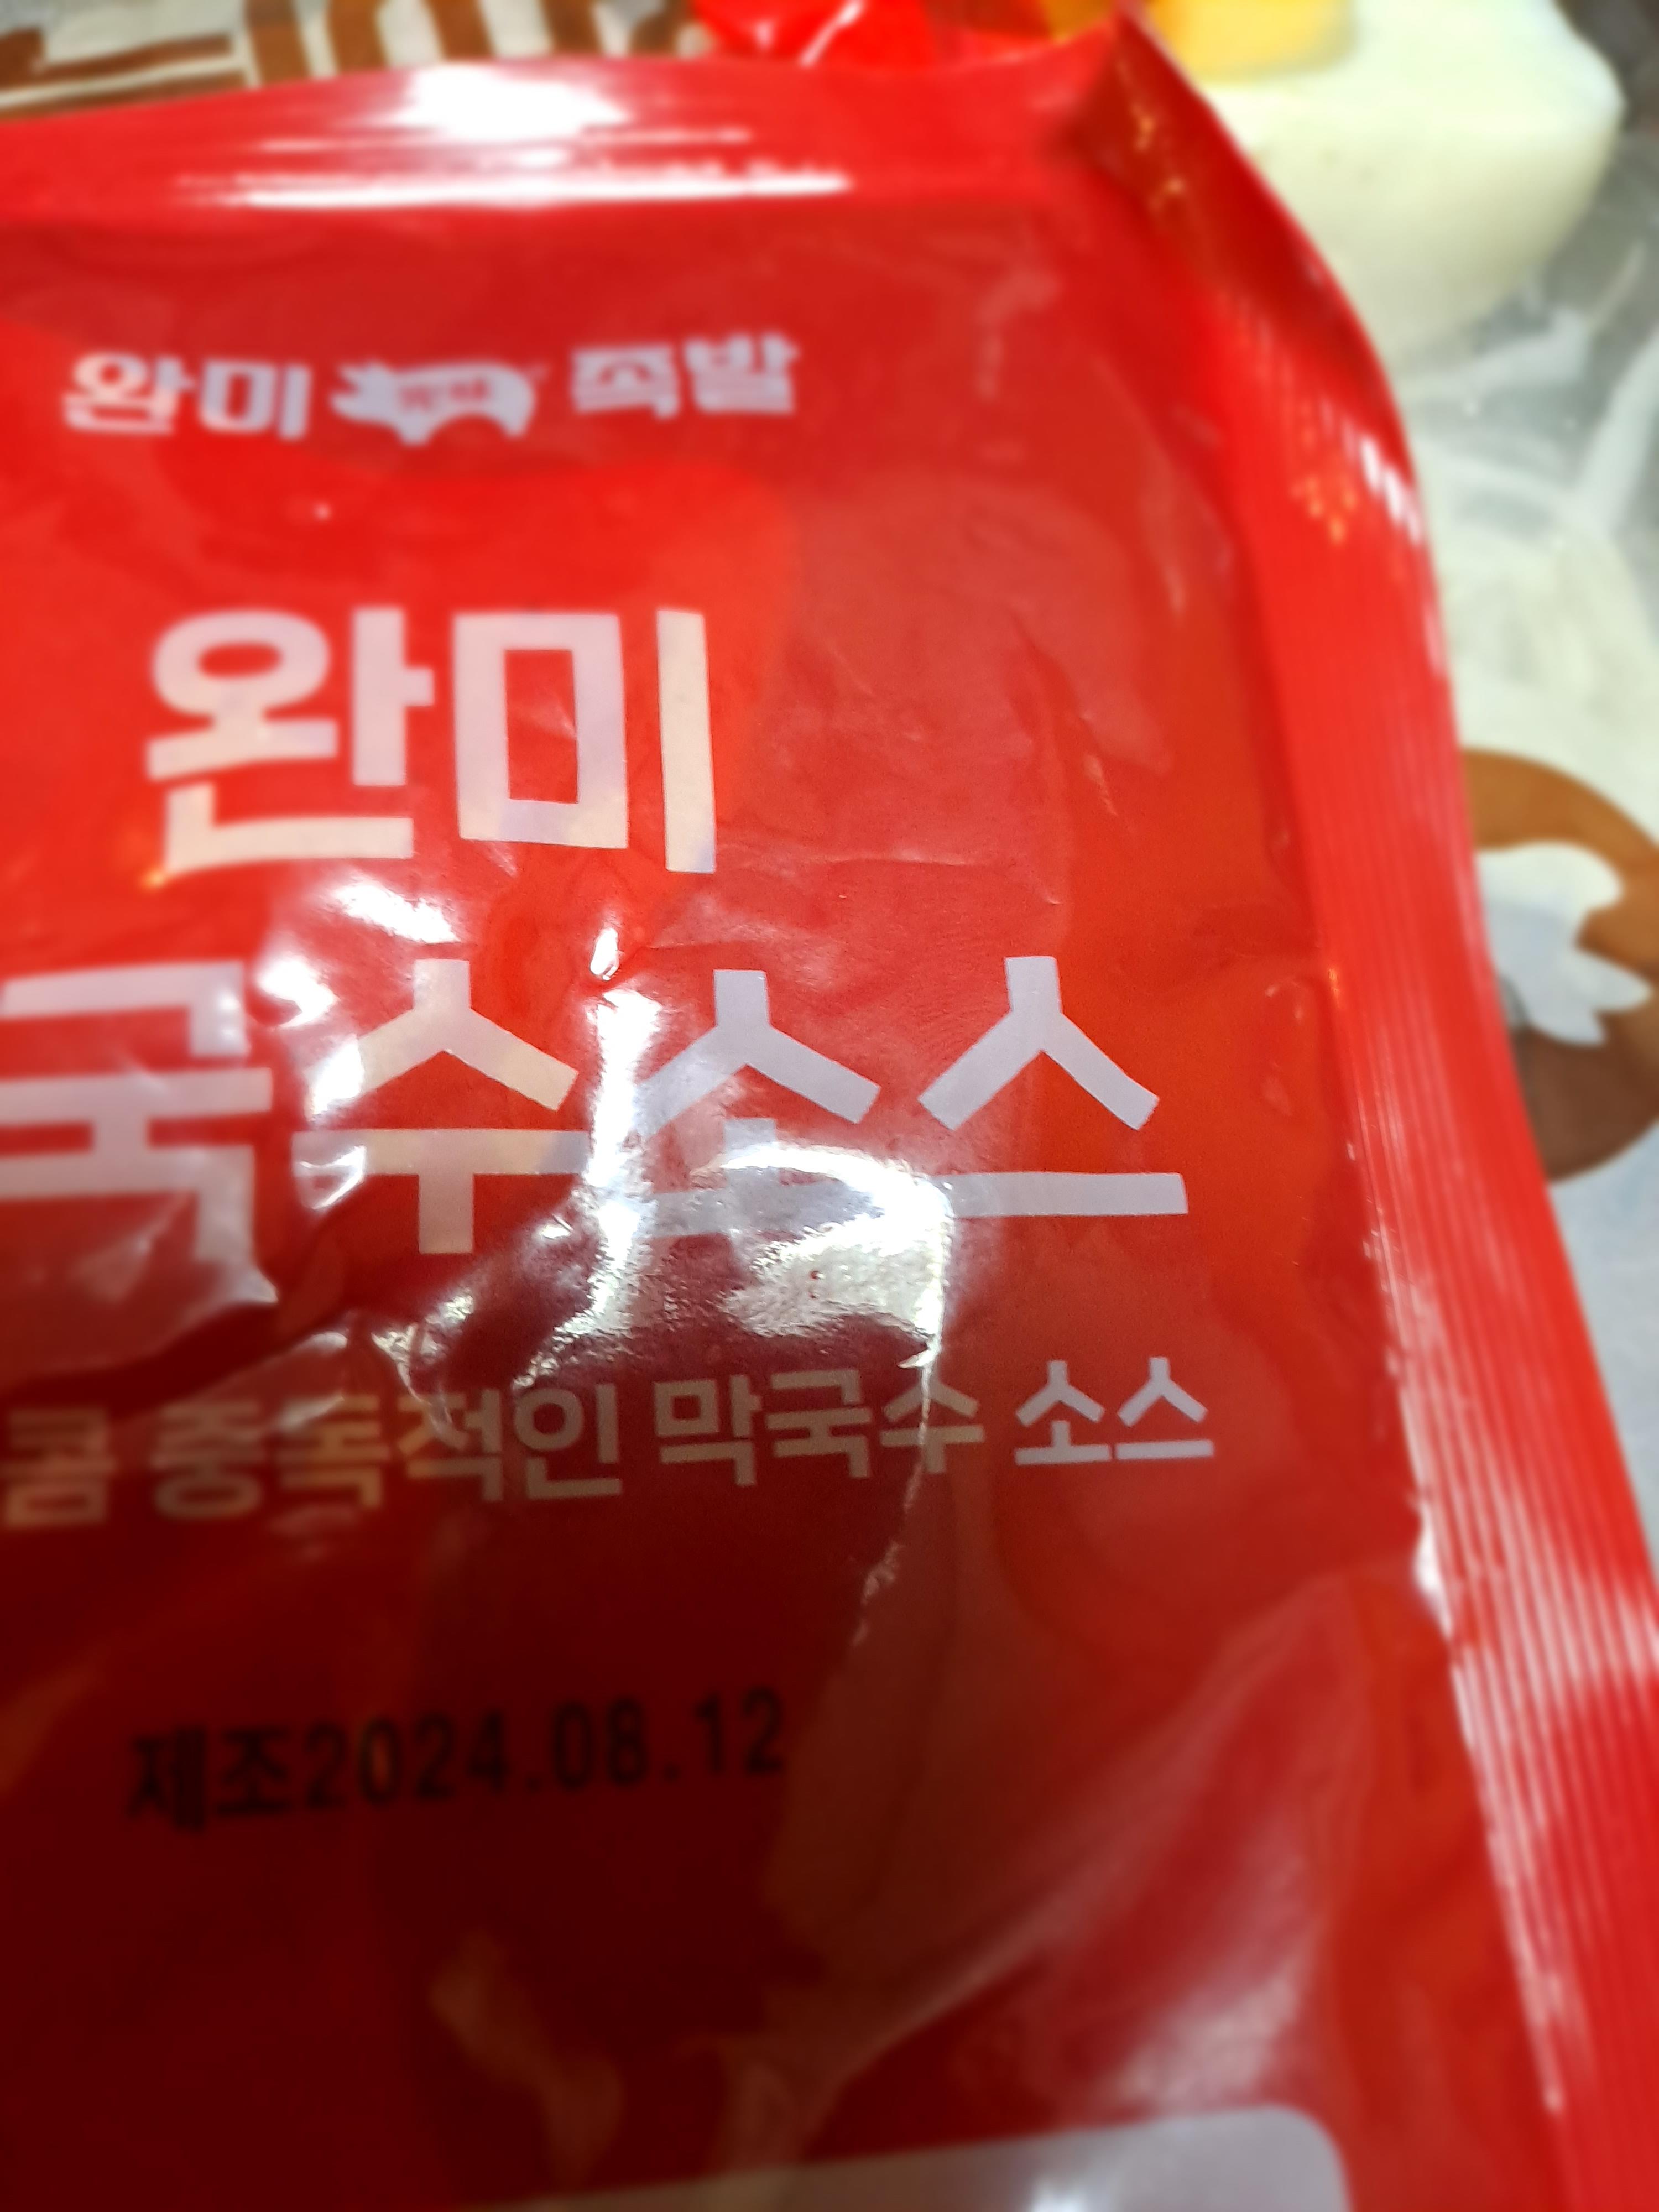 완미 족발
완미
국수소스
콤 중독적인 막국수 소스
제조2024.08.12